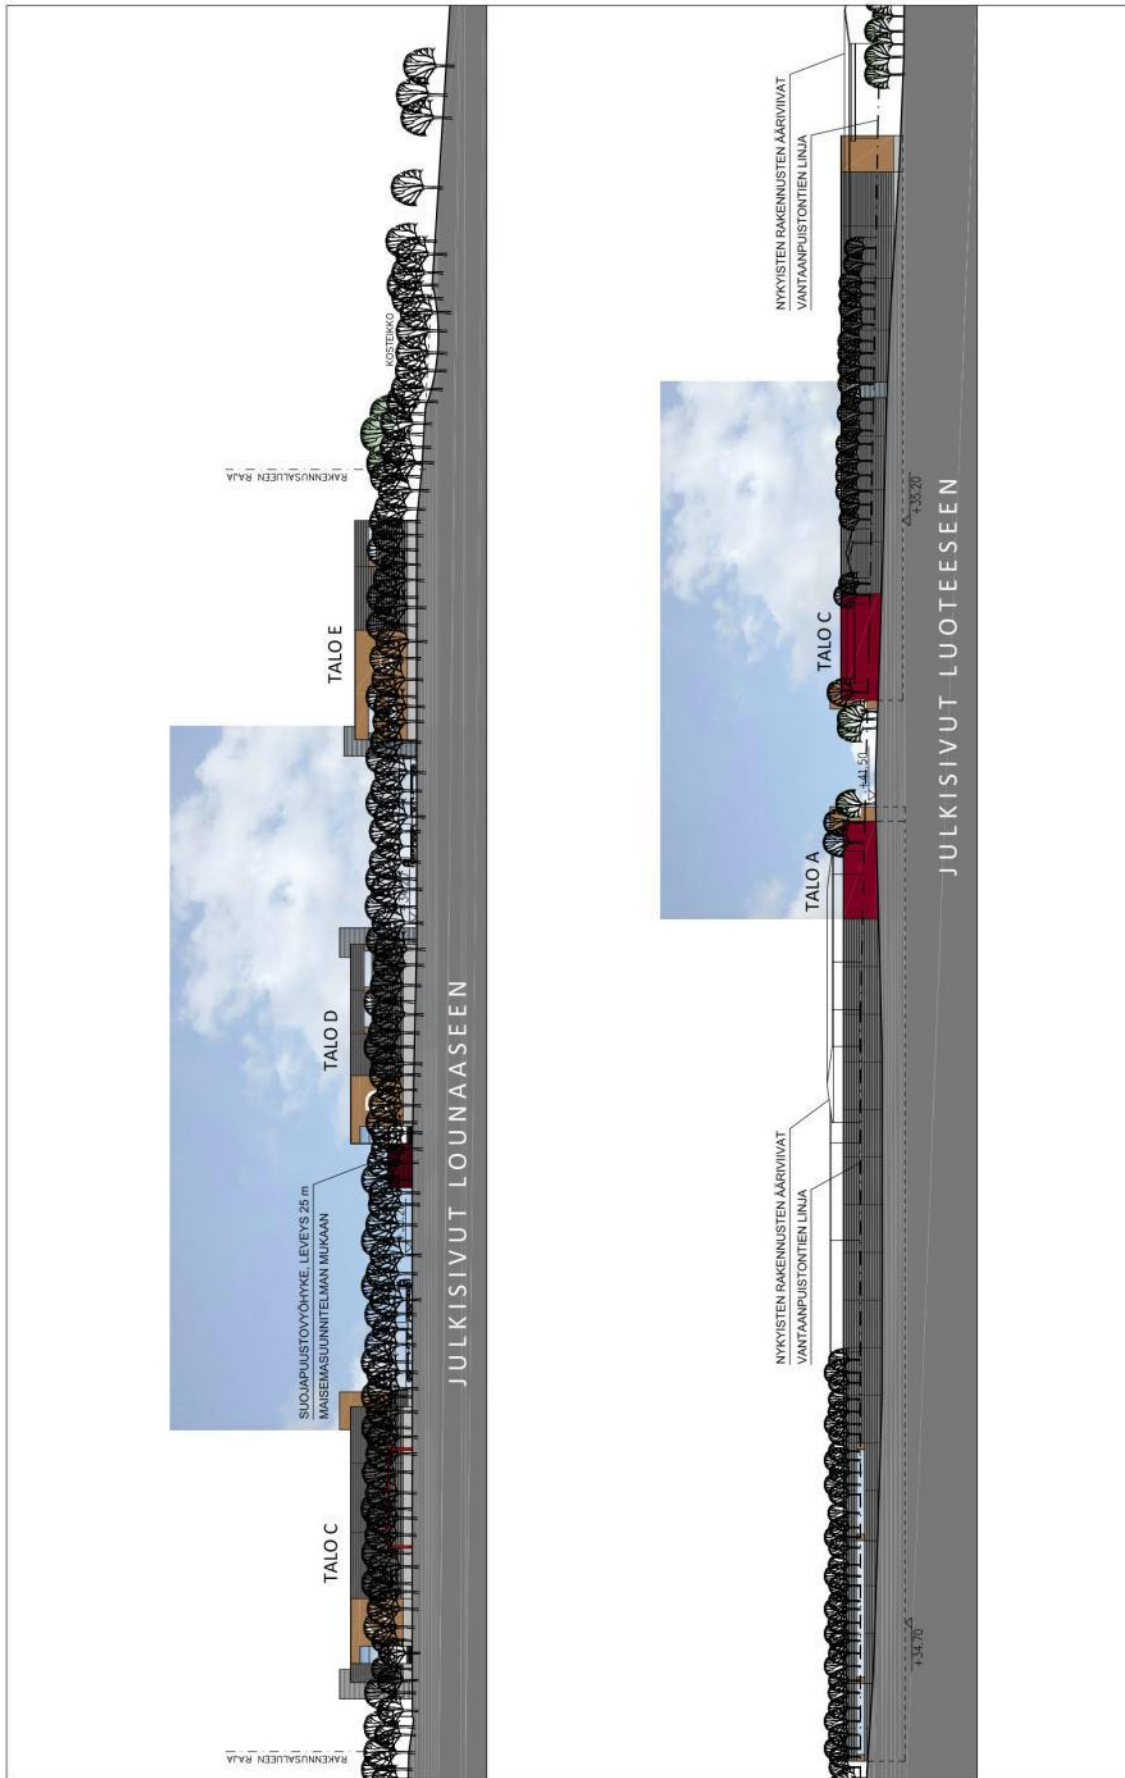 RAKENNUSALUEEN RAJA
TALO C
SUOJAPUUSTOVYÖHYKE, LEVEYS 25 m
MAISEMASUUNNITELMAN MUKAAN
TALO D
TALO E
RAKENNUSALUEEN RAJA
KOSTEIKKO
JULKISIVUT LOUNAASEEN
+34.70
NYKYISTEN RAKENNUSTEN ÄÄRIVIIVAT
VANTAANPUISTONTIEN LINJA
TALO A
+41.50
TALO C
+35.20
NYKYISTEN RAKENNUSTEN ÄÄRIVIIVAT
VANTAANPUISTONTIEN LINJA
JULKISIVUT LUOTEESEEN